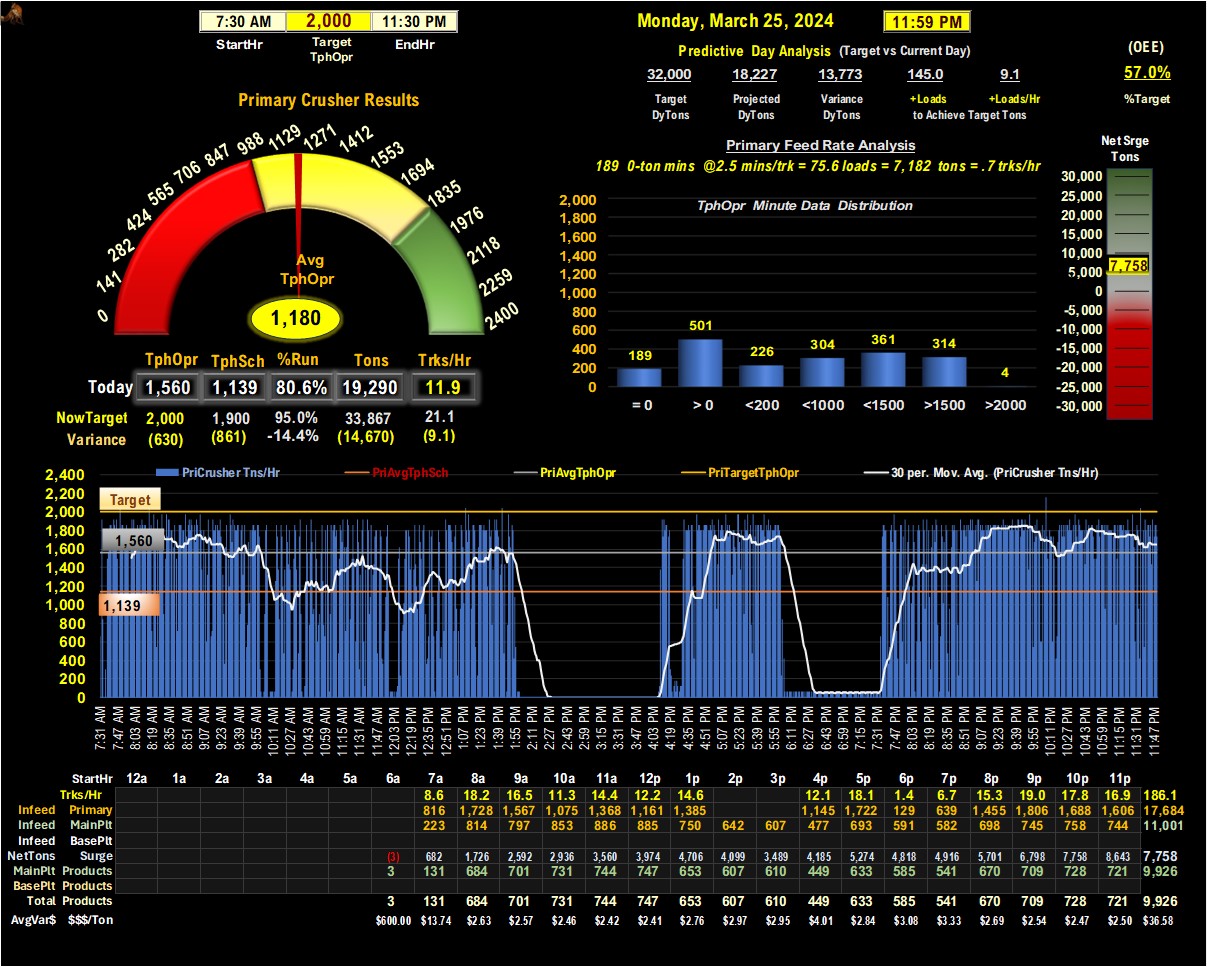 7:30 AM 2,000 11:30 PM
StartHr Target TphOpr EndHr
Monday, March 25, 2024 11:59 PM
Predictive Day Analysis (Target vs Current Day)
32,000 18,227 13,773 145.0 9.1
Target DyTons Projected DyTons Variance DyTons +Loads +Loads/Hr
to Achieve Target Tons
(OEE)
57.0%
%Target
Primary Crusher Results
0 141 282 424 565 706 847 988 1129 1271 1412 1553 1694 1835 1976 2118 2259 2400
Avg
TphOpr
1,180
TphOpr TphSch %Run Tons Trks/Hr
Today 1,560 1,139 80.6% 19,290 11.9
NowTarget 2,000 1,900 95.0% 33,867 21.1
Variance (630) (861) -14.4% (14,670) (9.1)
Primary Feed Rate Analysis
189 0-ton mins @2.5 mins/trk = 75.6 loads = 7,182 tons = .7 trks/hr
TphOpr Minute Data Distribution
2,000
1,800
1,600
1,400
1,200
1,000
800
600
400
200
0
189 501 226 304 361 314 4
= 0 > 0 <200 <1000 <1500 >1500 >2000
Net Srge
Tons
30,000
25,000
20,000
15,000
10,000
7,758
5,000
0
-5,000
-10,000
-15,000
-20,000
-25,000
-30,000
PriCrusher Tns/Hr PriAvgTphSch PriAvgTphOpr PriTargetTphOpr 30 per. Mov. Avg. (PriCrusher Tns/Hr)
2,400
2,200
2,000
1,800
1,600
1,400
1,200
1,000
800
600
400
200
0
Target
1,560
1,139
7:31 AM 7:47 AM 8:03 AM 8:19 AM 8:35 AM 8:51 AM 9:07 AM 9:23 AM 9:39 AM 9:55 AM 10:11 AM 10:27 AM 10:43 AM 10:59 AM 11:15 AM 11:31 AM 11:47 AM 12:03 PM 12:19 PM 12:35 PM 12:51 PM 1:07 PM 1:23 PM 1:39 PM 1:55 PM 2:11 PM 2:27 PM 2:43 PM 2:59 PM 3:15 PM 3:31 PM 3:47 PM 4:03 PM 4:19 PM 4:35 PM 4:51 PM 5:07 PM 5:23 PM 5:39 PM 5:55 PM 6:11 PM 6:27 PM 6:43 PM 6:59 PM 7:15 PM 7:31 PM 7:47 PM 8:03 PM 8:19 PM 8:35 PM 8:51 PM 9:07 PM 9:23 PM 9:39 PM 9:55 PM 10:11 PM 10:27 PM 10:43 PM 10:59 PM 11:15 PM 11:31 PM 11:47 PM
StartHr 12a 1a 2a 3a 4a 5a 6a 7a 8a 9a 10a 11a 12p 1p 2p 3p 4p 5p 6p 7p 8p 9p 10p 11p
Trks/Hr 8.6 18.2 16.5 11.3 14.4 12.2 14.6 12.1 18.1 1.4 6.7 15.3 19.0 17.8 16.9 186.1
Infeed Primary 816 1,728 1,567 1,075 1,368 1,161 1,385 1,145 1,722 129 639 1,455 1,806 1,688 1,606 17,684
Infeed MainPlt 223 814 797 853 886 885 750 642 607 477 693 591 582 698 745 758 744 11,001
Infeed BasePlt
NetTons Surge (3) 682 1,726 2,592 2,936 3,560 3,974 4,706 4,099 3,489 4,185 5,274 4,818 4,916 5,701 6,798 7,758 8,643 7,758
MainPlt Products 3 131 684 701 731 744 747 653 607 610 449 633 585 541 670 709 728 721 9,926
BasePlt Products
Total Products 3 131 684 701 731 744 747 653 607 610 449 633 585 541 670 709 728 721 9,926
AvgVar$ $$$/Ton $600.00 $13.74 $2.63 $2.57 $2.46 $2.42 $2.41 $2.76 $2.97 $2.95 $4.01 $2.84 $3.08 $3.33 $2.69 $2.54 $2.47 $2.50 $36.58